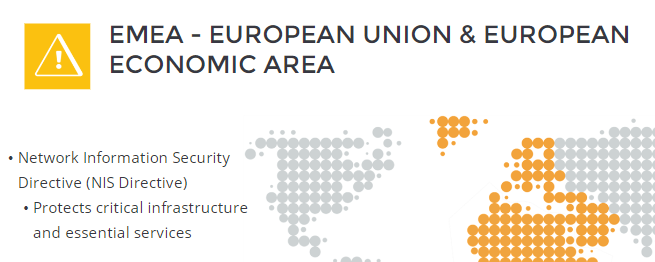 EMEA - EUROPEAN UNION & EUROPEAN
ECONOMIC AREA
• Network Information Security
Directive (NIS Directive)
• Protects critical infrastructure
and essential services